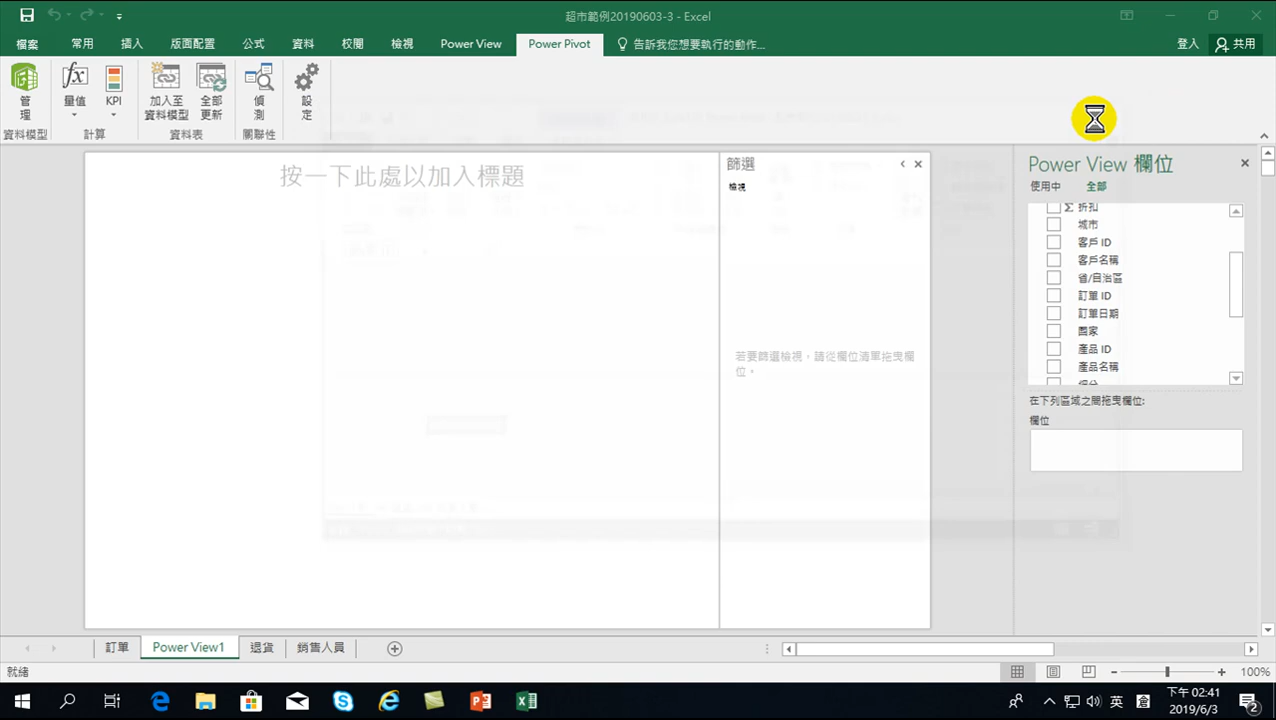 超市範例20190603-3 - Excel
檔案 常用 插入 版面配置 公式 資料 校閱 檢視 Power View Power Pivot 告訴我您想要執行的動作... 登入 共用
管理 量值 KPI 加入至資料模型 全部更新 偵測 設定
資料模型 計算 資料表 關聯性
按一下此處以加入標題
篩選
檢視
若要篩選檢視，請從欄位清單拖曳欄
位。
Power View 欄位
使用中 全部
Σ 折扣
城市
客戶 ID
客戶名稱
省/自治區
訂單 ID
訂單日期
國家
產品 ID
產品名稱
細分
在下列區域之間拖曳欄位:
欄位
訂單 Power View1 退貨 銷售人員
就緒 100%
英 下午 02:41
2019/6/3 2